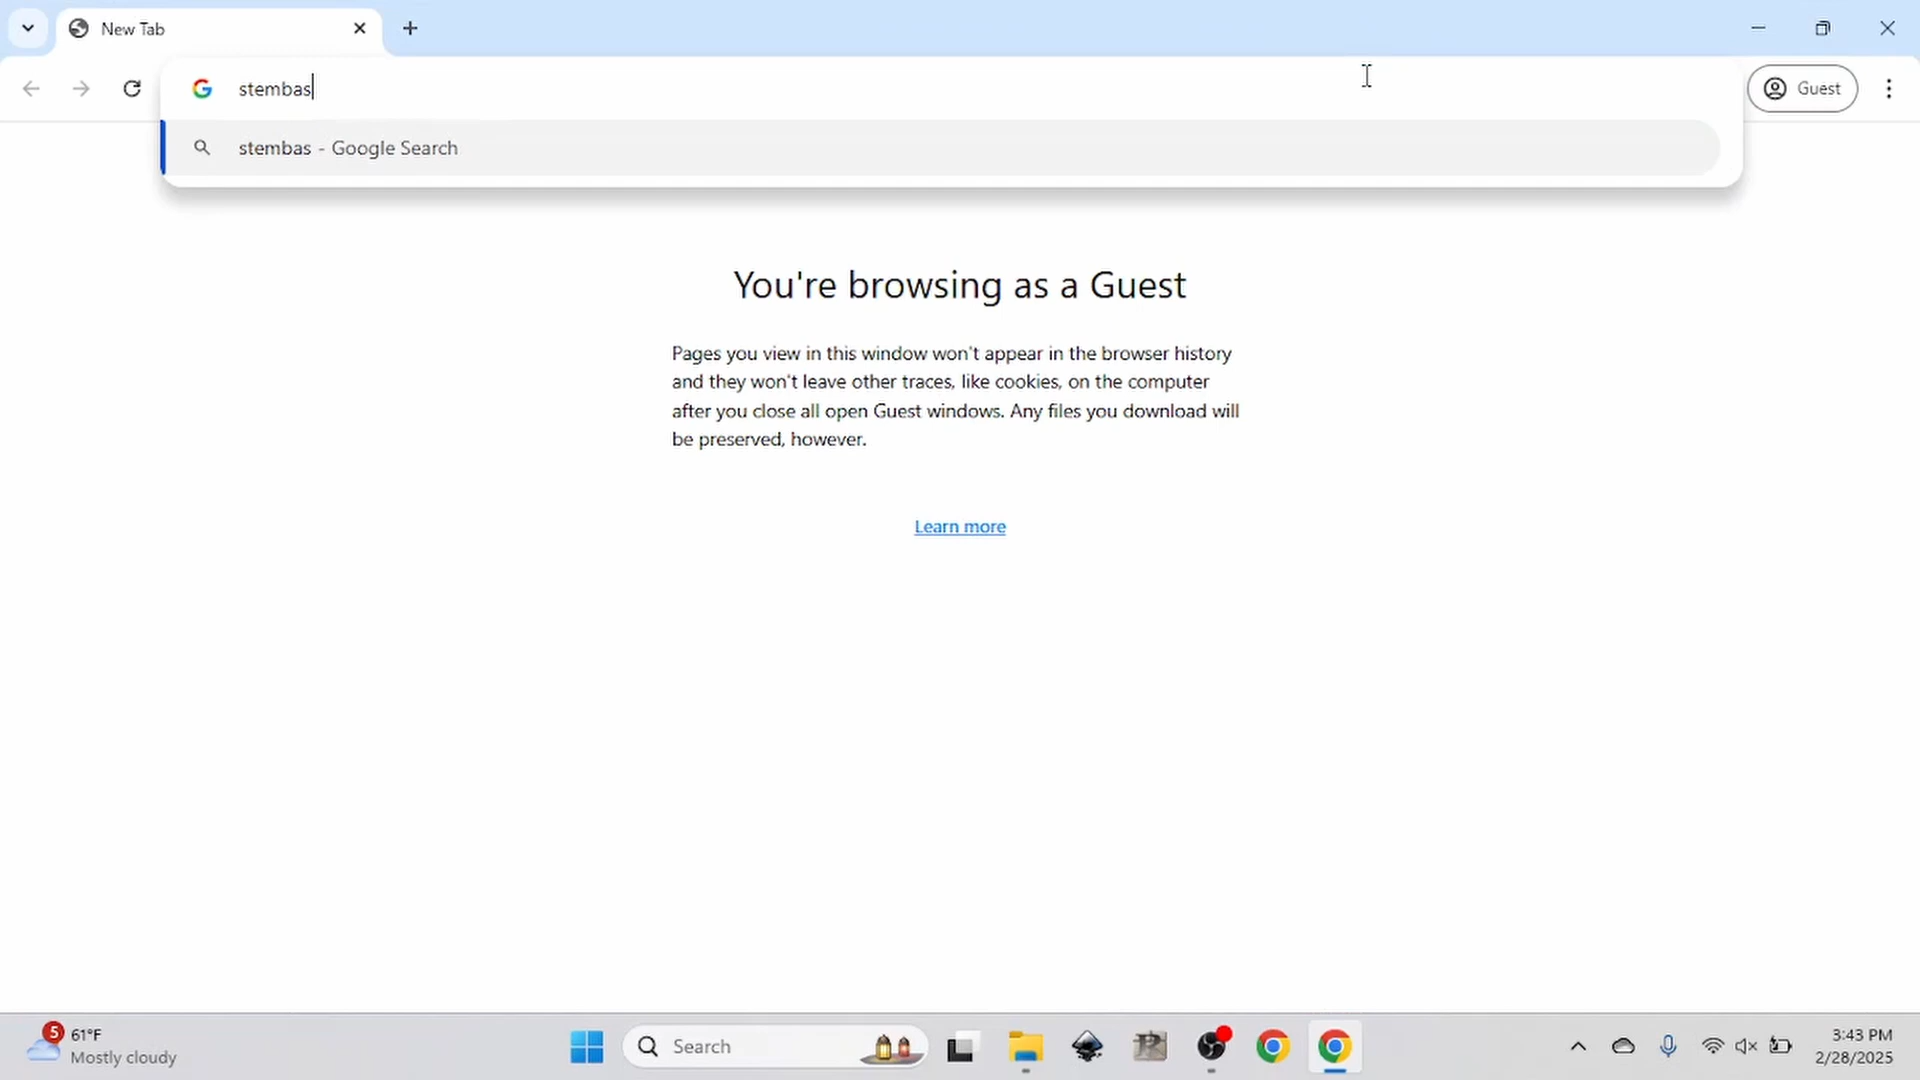 New Tab
stembas
Guest
stembas - Google Search
You're browsing as a Guest
Pages you view in this window won't appear in the browser history
and they won't leave other traces, like cookies, on the computer
after you close all open Guest windows. Any files you download will
be preserved, however.
Learn more
5
61°F
Mostly cloudy
Search
3:43 PM
2/28/2025